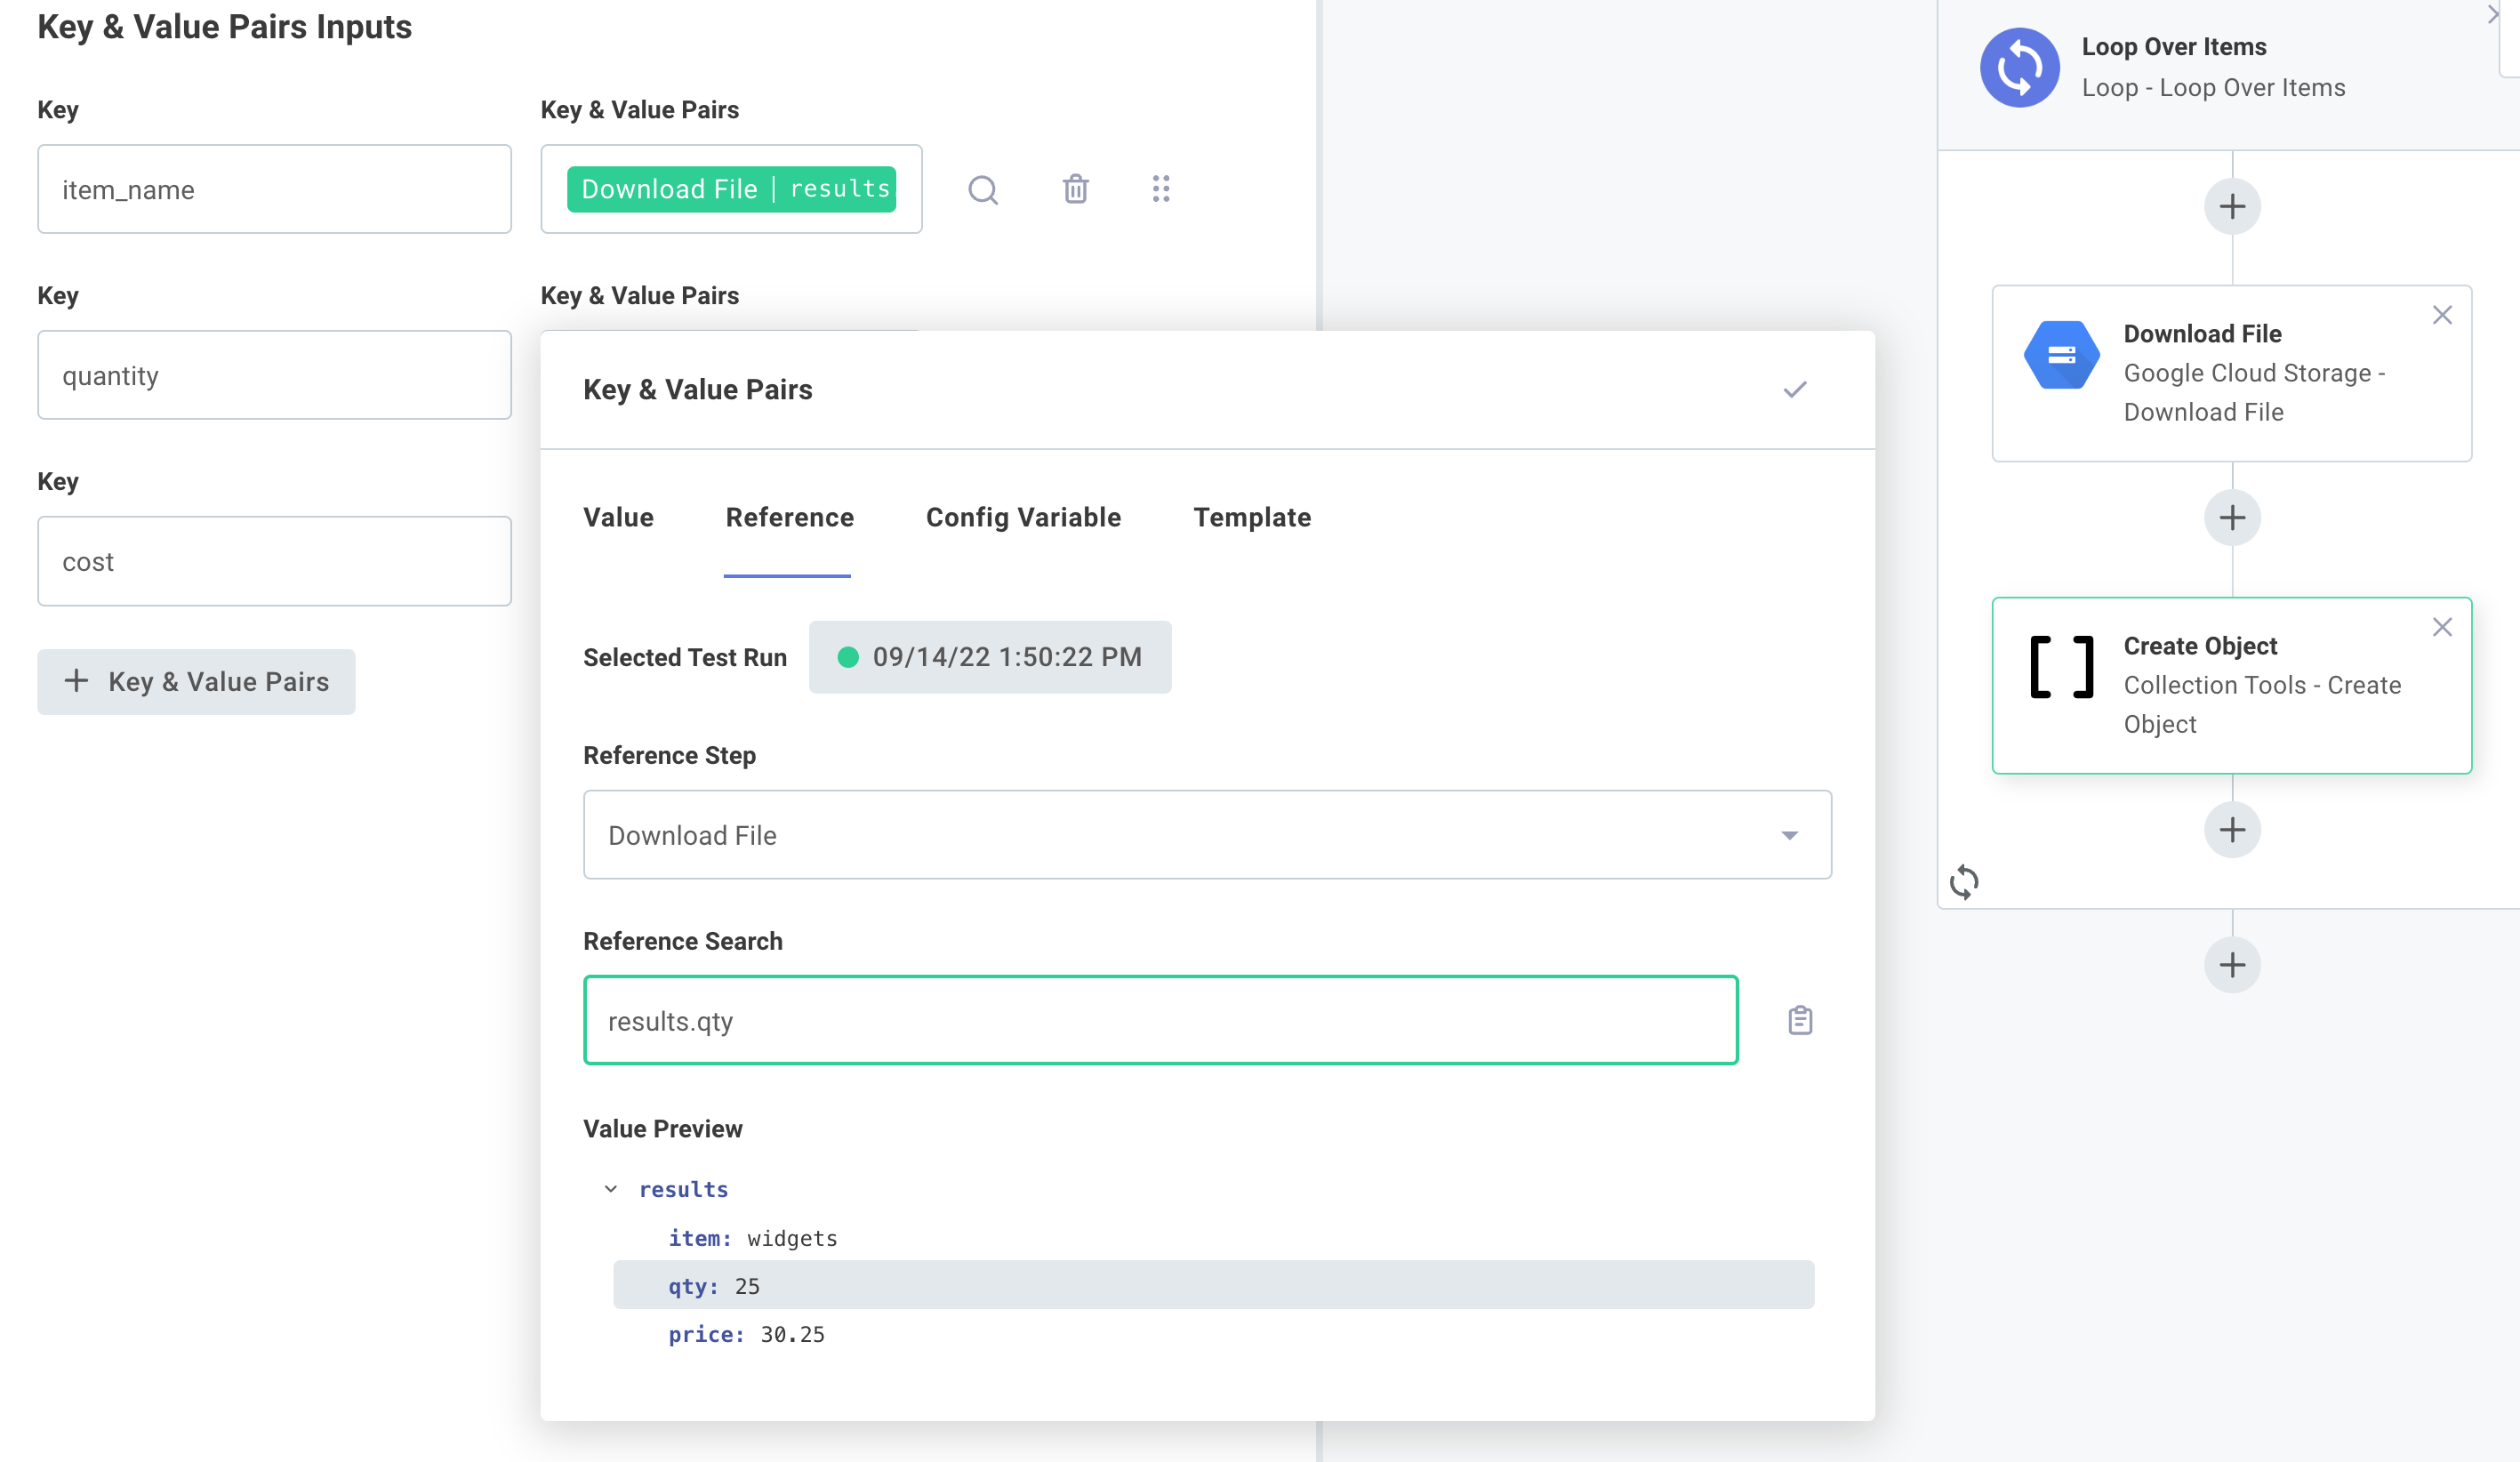 Key & Value Pairs Inputs
Key
Key & Value Pairs
item_name
Download File | results
Key
Key & Value Pairs
quantity
Key
cost
+ Key & Value Pairs
Key & Value Pairs
Value
Reference
Config Variable
Template
Selected Test Run
09/14/22 1:50:22 PM
Reference Step
Download File
Reference Search
results.qty
Value Preview
results
item: widgets
qty: 25
price: 30.25
Loop Over Items
Loop - Loop Over Items
Download File
Google Cloud Storage -
Download File
Create Object
Collection Tools - Create
Object